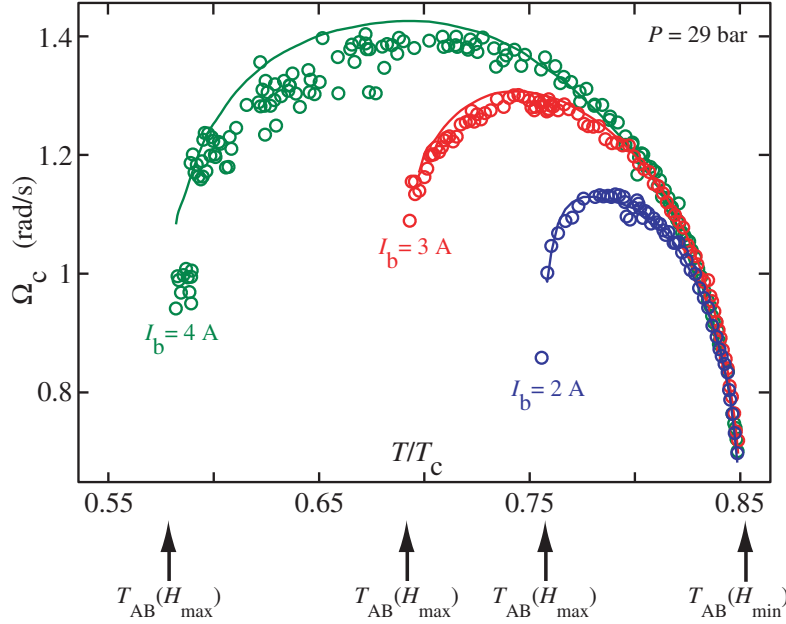 1.4
P = 29 bar
1.2
Ω_c (rad/s)
I_b = 3 A
1
I_b = 4 A
I_b = 2 A
0.8
T/T_c
0.55 0.65 0.75 0.85
T_AB(H_max) T_AB(H_max) T_AB(H_max) T_AB(H_min)